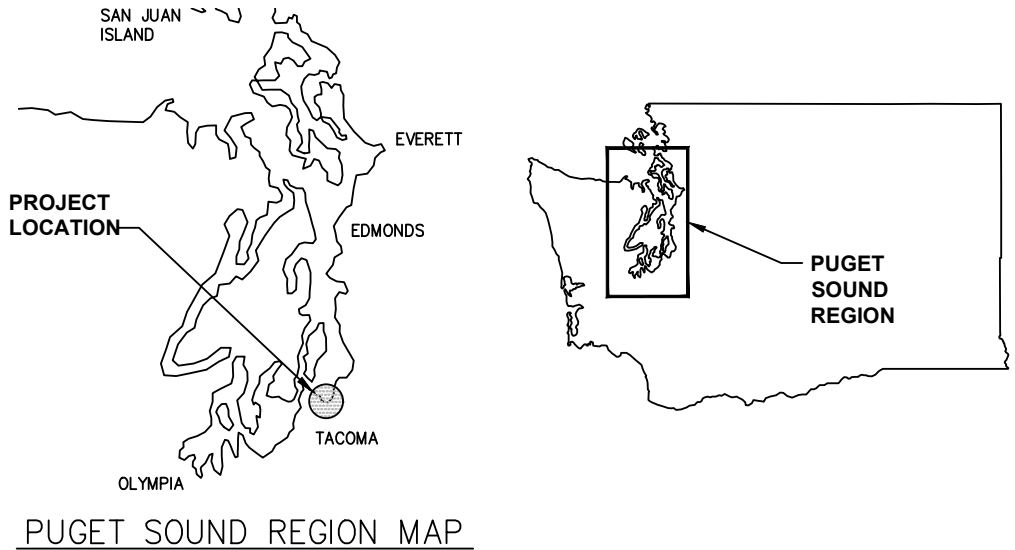 SAN JUAN
ISLAND
EVERETT
PROJECT
LOCATION
EDMONDS
TACOMA
OLYMPIA
PUGET SOUND REGION MAP
PUGET
SOUND
REGION